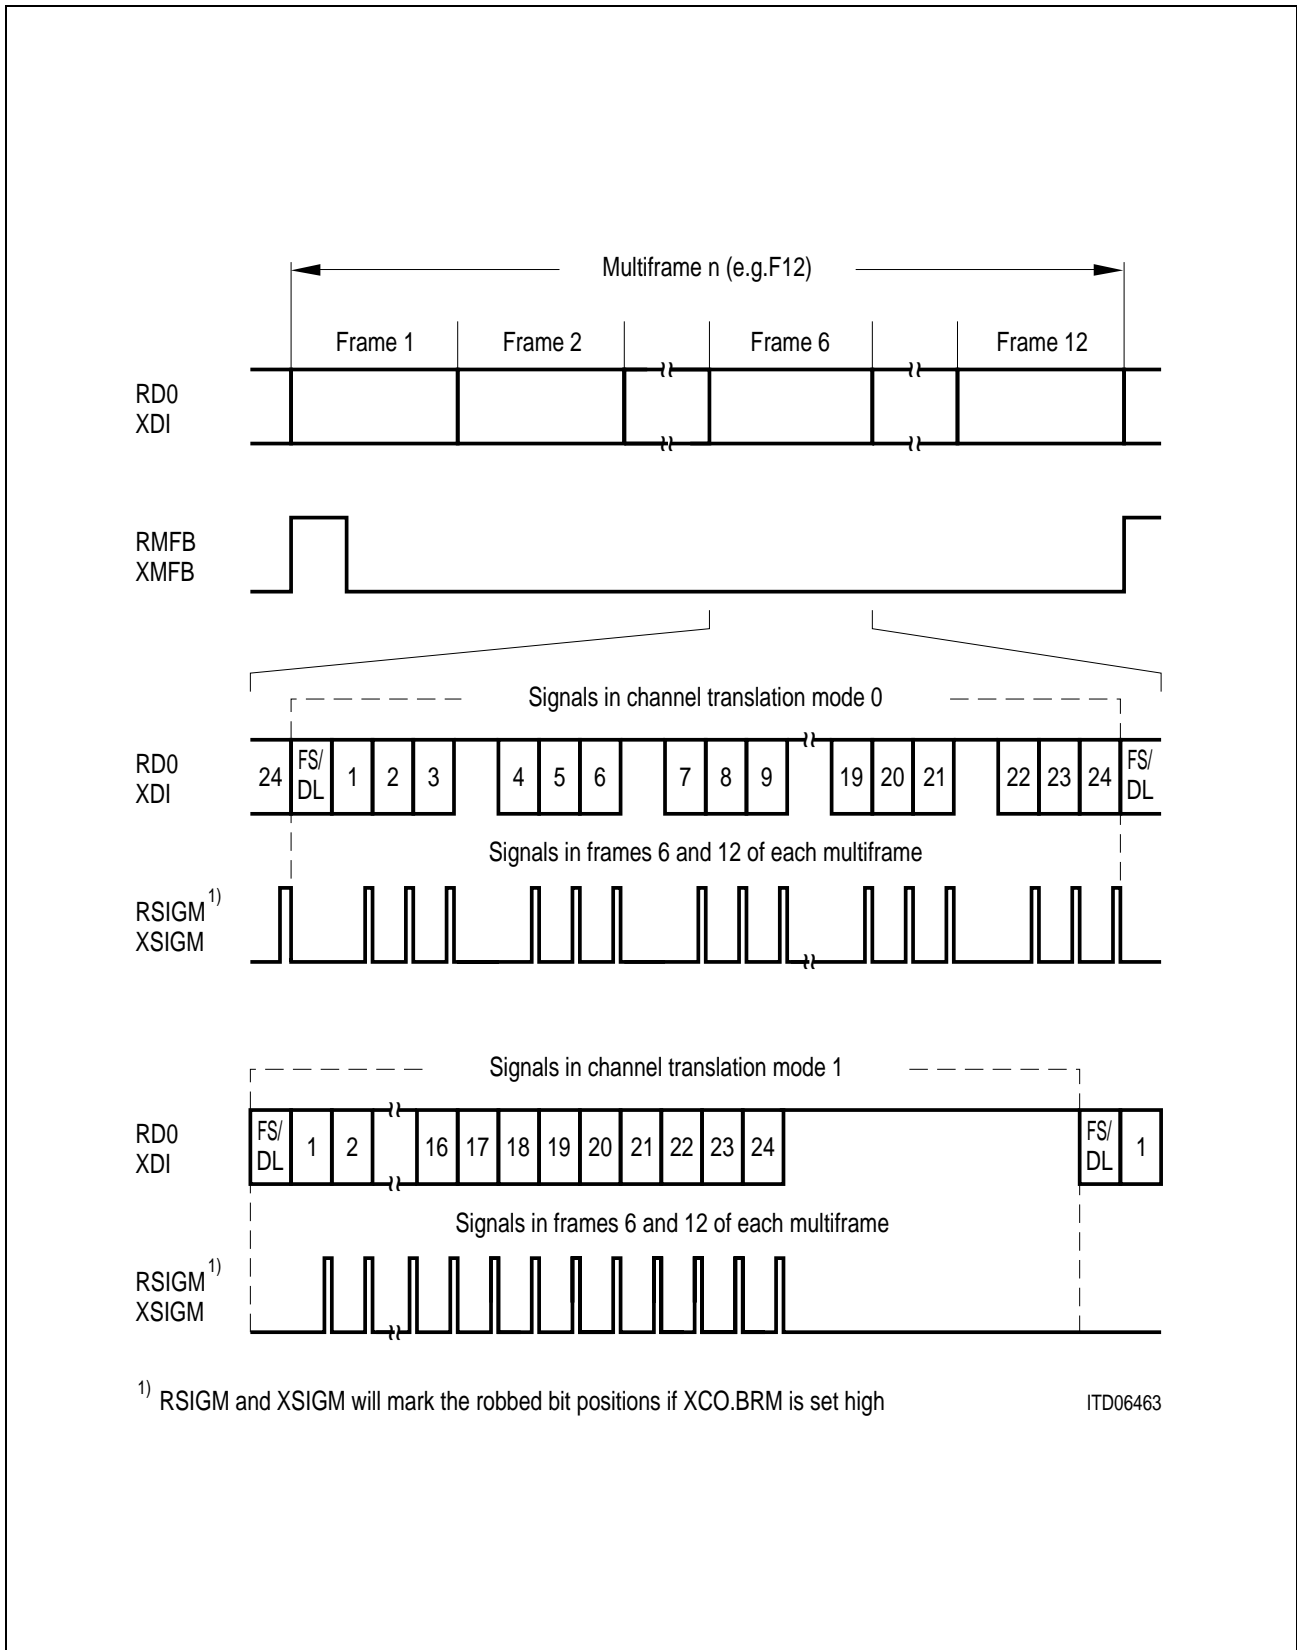 Multiframe n (e.g.F12)
Frame 1 Frame 2 Frame 6 Frame 12
RD0
XDI
RMFB
XMFB
Signals in channel translation mode 0
RD0
XDI
24 FS/DL 1 2 3 4 5 6 7 8 9 19 20 21 22 23 24 FS/DL
Signals in frames 6 and 12 of each multiframe
RSIGM 1)
XSIGM
Signals in channel translation mode 1
RD0
XDI
FS/DL 1 2 16 17 18 19 20 21 22 23 24 FS/DL 1
Signals in frames 6 and 12 of each multiframe
RSIGM 1)
XSIGM
1) RSIGM and XSIGM will mark the robbed bit positions if XCO.BRM is set high
ITD06463